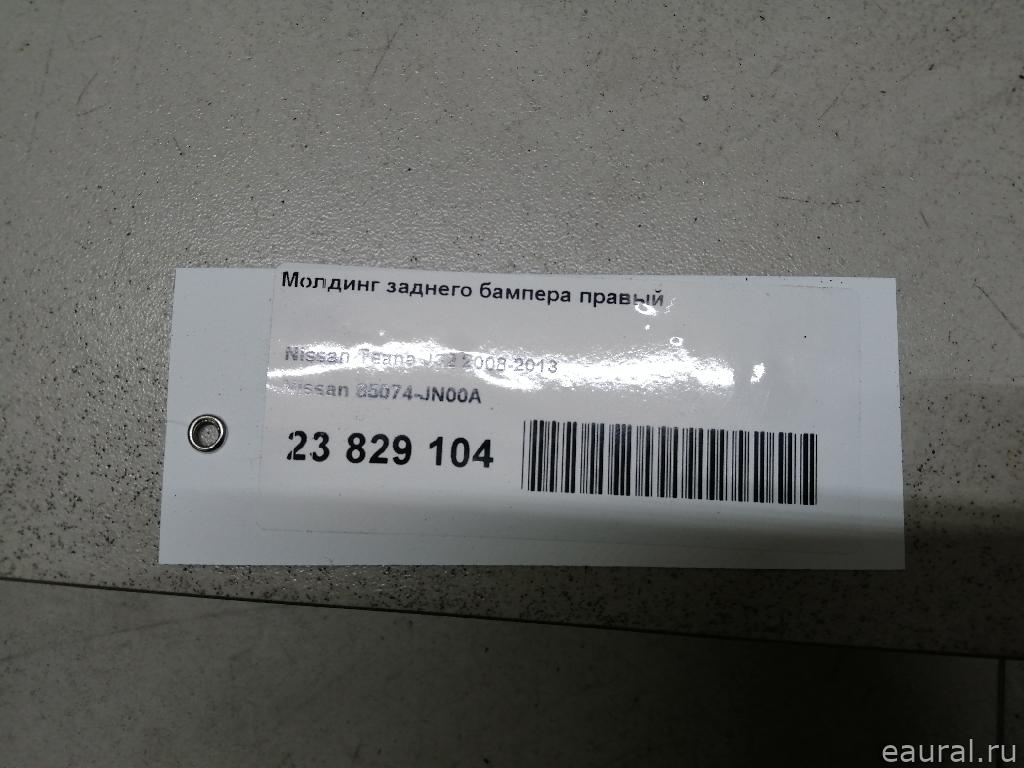 Молдинг заднего бампера правый
Nissan Teana J32 2008-2013
Nissan 85074-JN00A
23 829 104
eaural.ru